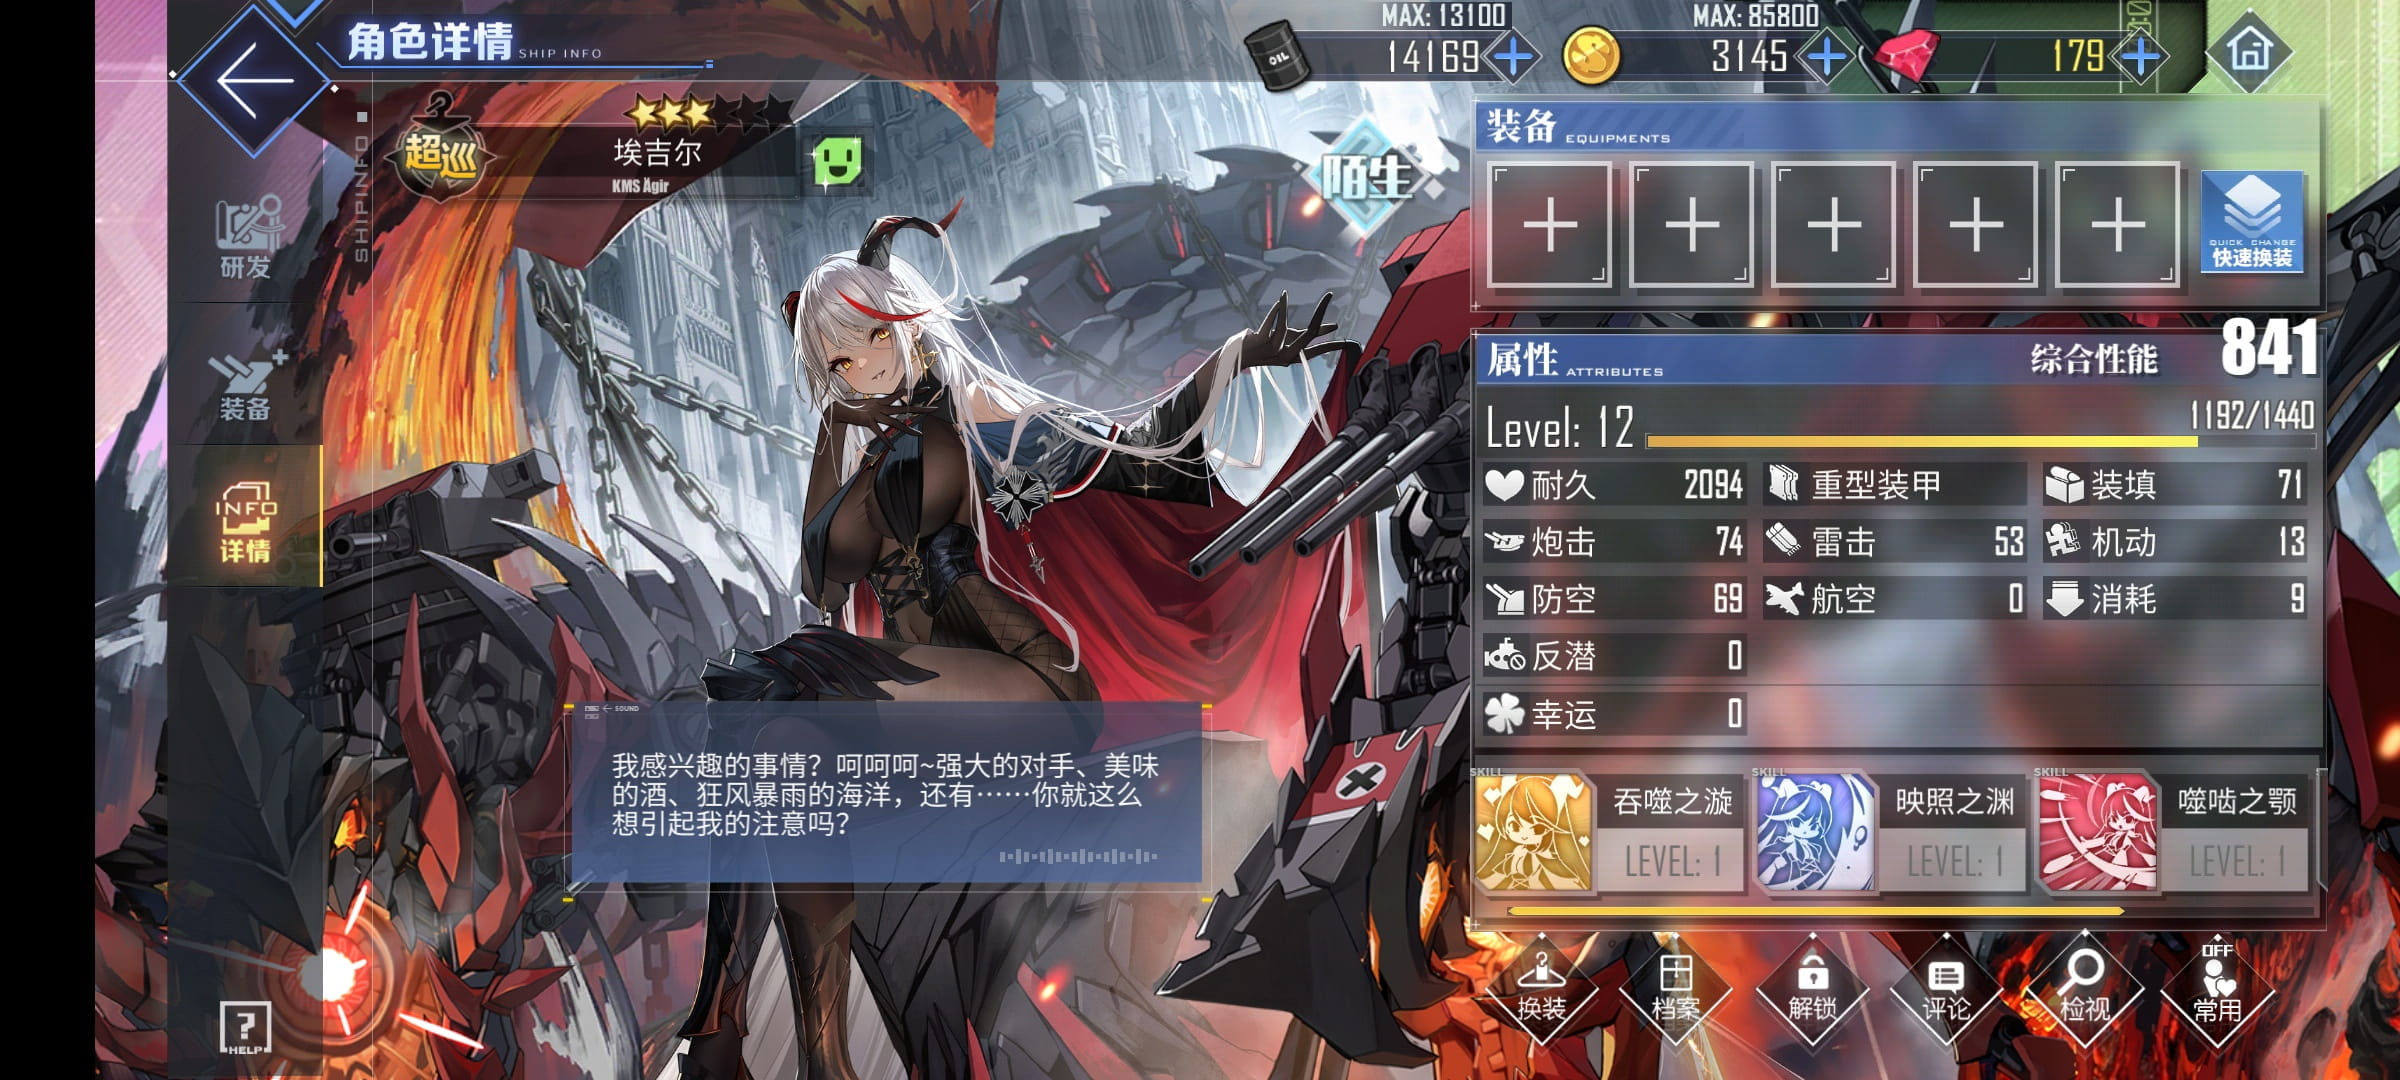 角色详情 SHIP INFO
MAX: 13100
14169
MAX: 85800
3145
179
OIL
超巡
埃吉尔
KMS Ägir
SHIPINFO
陌生
研发
装备
INFO
详情
?
HELP
装备 EQUIPMENTS
QUICK CHANGE
快速换装
属性 ATTRIBUTES
综合性能 841
Level: 12
1192/1440
耐久 2094 重型装甲 装填 71
炮击 74 雷击 53 机动 13
防空 69 航空 0 消耗 9
反潜 0
幸运 0
← SOUND
我感兴趣的事情？呵呵呵~强大的对手、美味
的酒、狂风暴雨的海洋，还有……你就这么
想引起我的注意吗？
SKILL SKILL SKILL
吞噬之漩 映照之渊 噬啮之颚
LEVEL: 1 LEVEL: 1 LEVEL: 1
OFF
换装 档案 解锁 评论 检视 常用